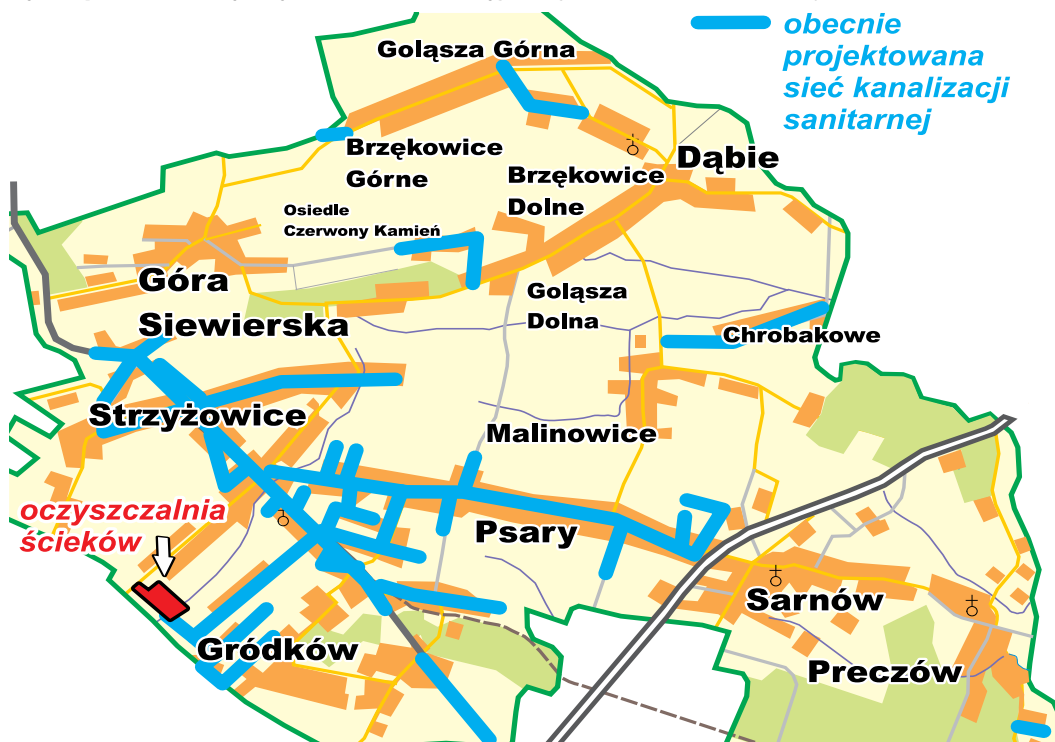 obecnie
projektowana
sieć kanalizacji
sanitarnej
Goląsza Górna
Brzękowice
Górne
Brzękowice
Dolne
Dąbie
Osiedle
Czerwony Kamień
Góra
Siewierska
Goląsza
Dolna
Chrobakowe
Strzyżowice
Malinowice
oczyszczalnia
ścieków
Psary
Sarnów
Gródków
Preczów